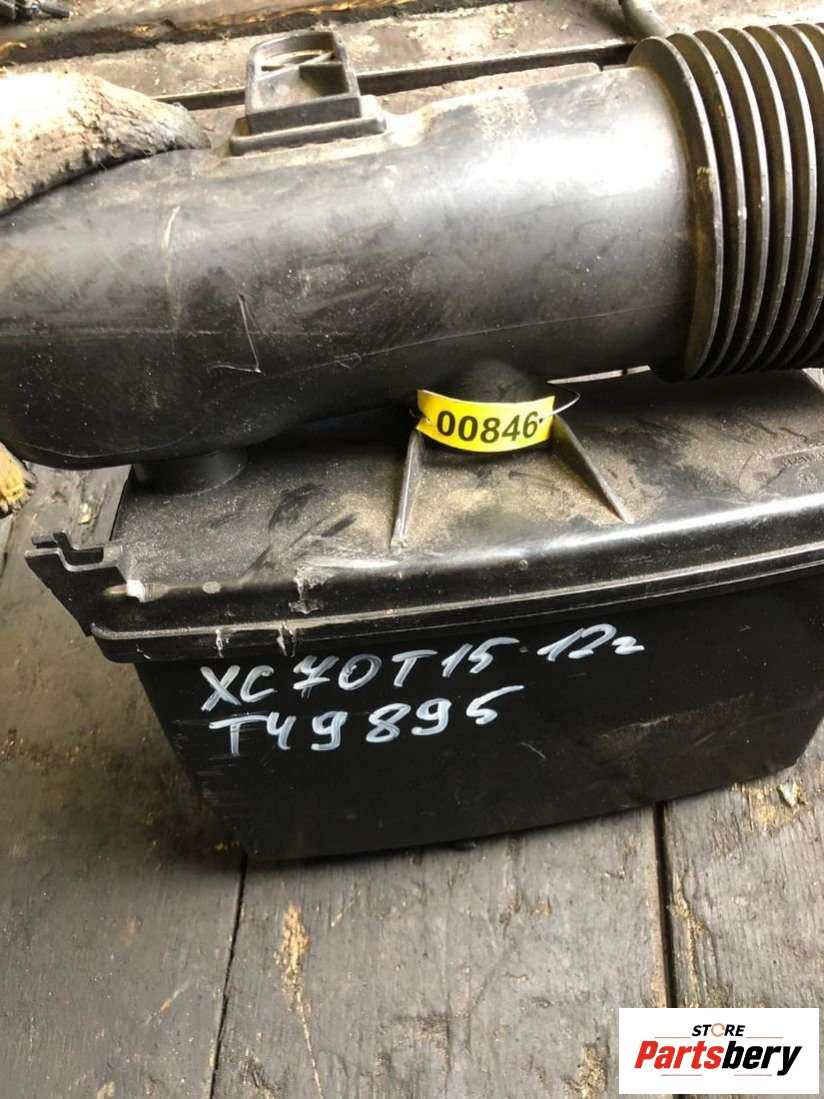 00846
XC70T15 12г
T49895
STORE
Partsbery